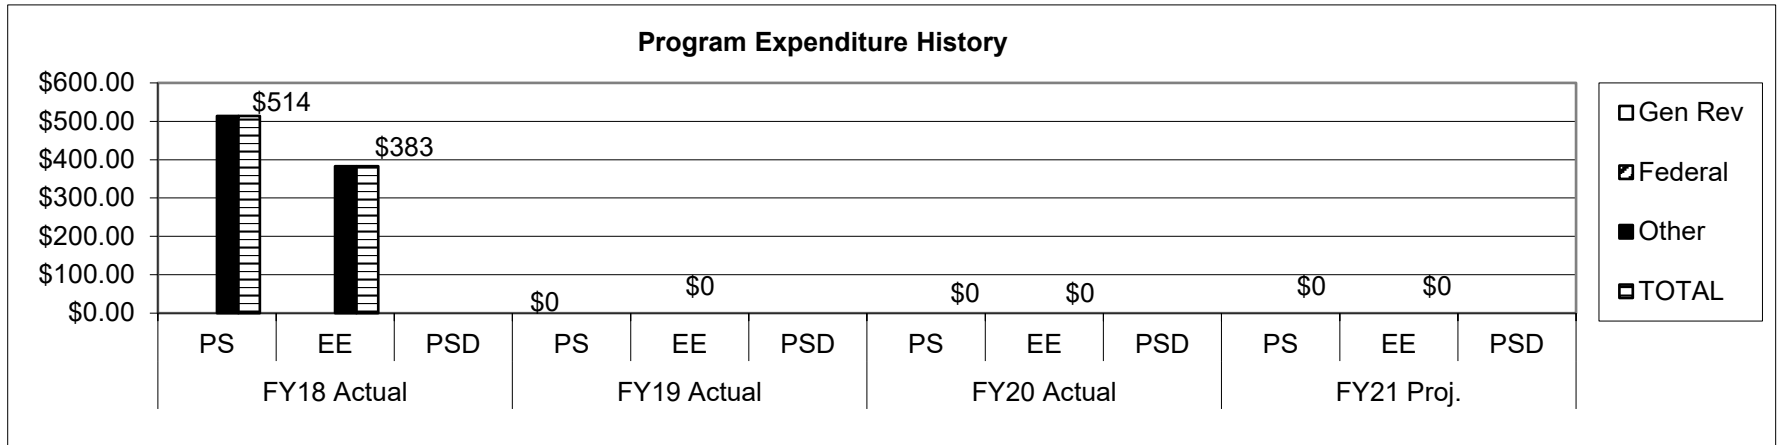 Program Expenditure History
$600.00
$500.00
$400.00
$300.00
$200.00
$100.00
$0.00
$514
$383
$0
$0
$0
$0
$0
$0
PS EE PSD PS EE PSD PS EE PSD PS EE PSD
FY18 Actual FY19 Actual FY20 Actual FY21 Proj.
Gen Rev
Federal
Other
TOTAL